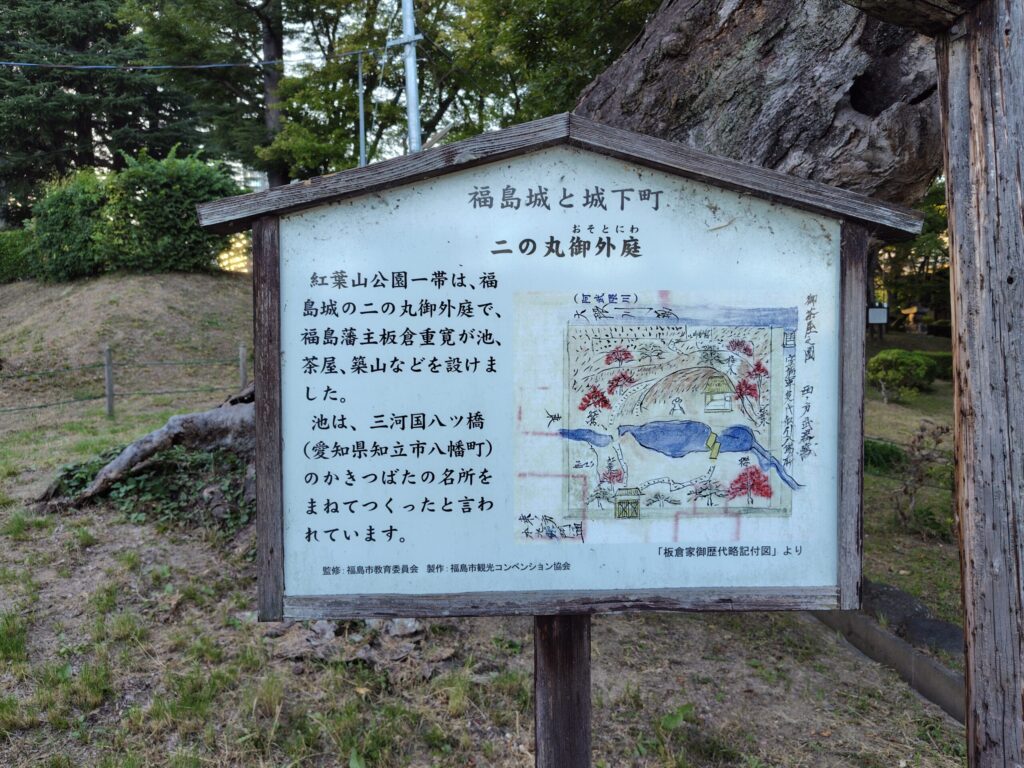 福島城と城下町
おそとにわ
二の丸御外庭
紅葉山公園一帯は、福
島城の二の丸御外庭で、
福島藩主板倉重寛が池、
茶屋、築山などを設けま
した。
池は、三河国八ツ橋
(愛知県知立市八幡町)
のかきつばたの名所を
まねてつくったと言わ
れています。
(阿武隈川)
「板倉家御歴代略記付図」より
監修:福島市教育委員会 製作:福島市観光コンベンション協会